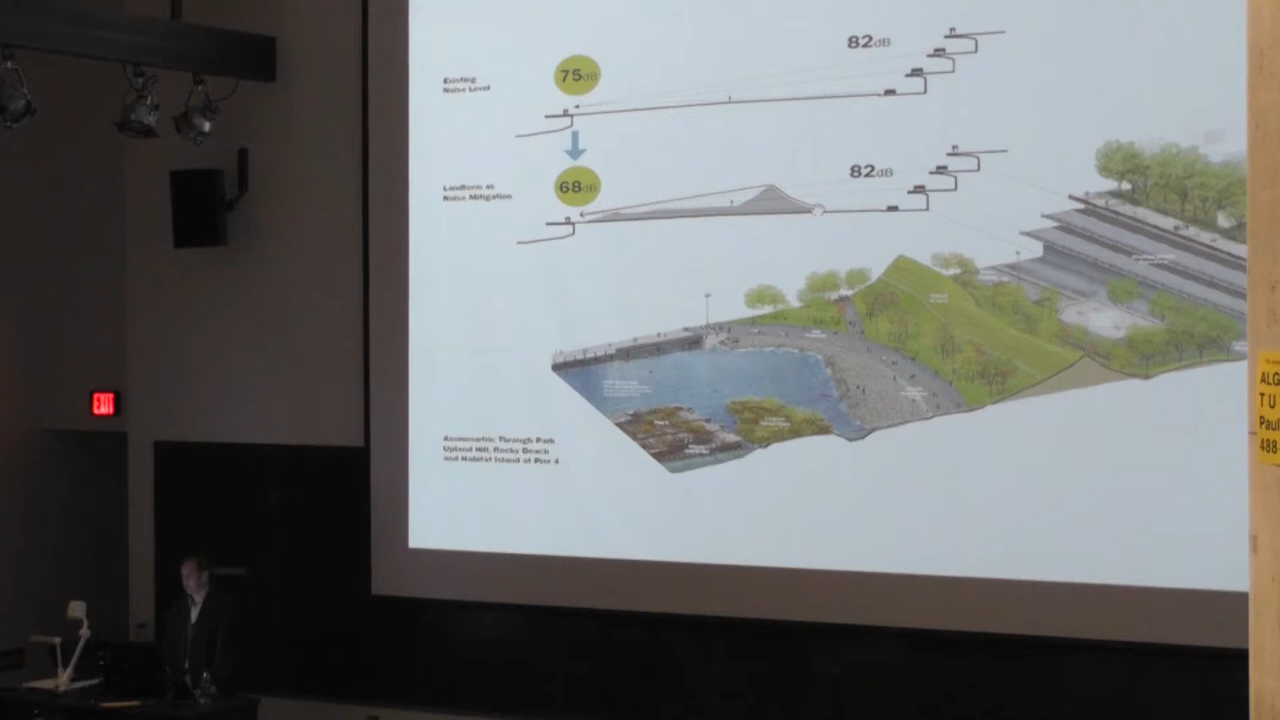 82dB
75dB
Existing
Noise Level
82dB
68dB
Landform as
Noise Mitigation
Axonometric Through Park
Upland Hill, Rocky Beach
and Habitat Island at Pier 4
EXIT
ALG
TU
Paul
488-